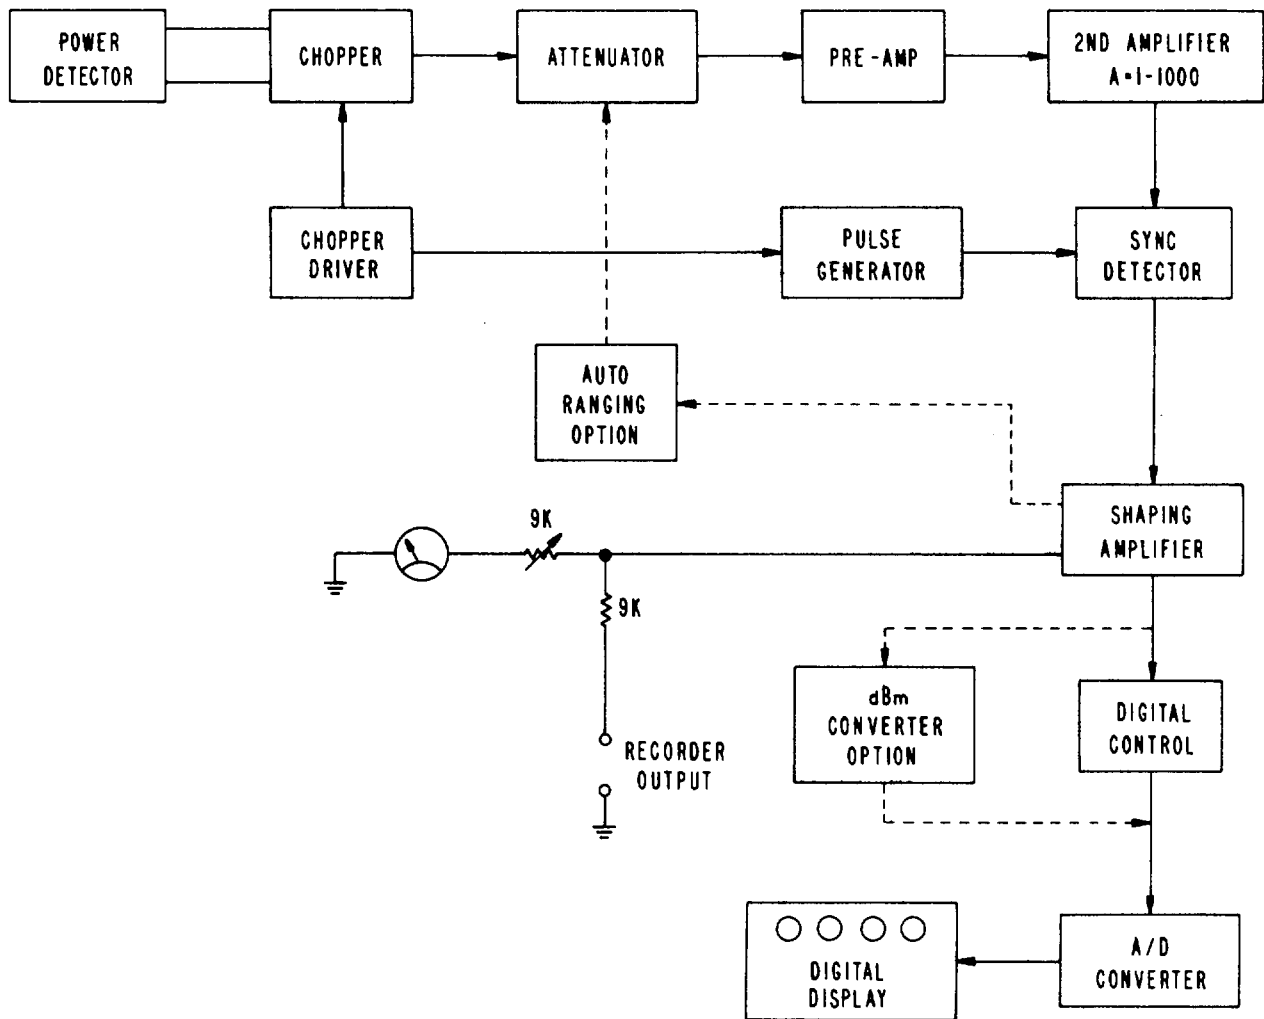 POWER
DETECTOR
CHOPPER
ATTENUATOR
PRE-AMP
2ND AMPLIFIER
A=1-1000
CHOPPER
DRIVER
PULSE
GENERATOR
SYNC
DETECTOR
AUTO
RANGING
OPTION
SHAPING
AMPLIFIER
9K
9K
RECORDER
OUTPUT
dBm
CONVERTER
OPTION
DIGITAL
CONTROL
DIGITAL
DISPLAY
A/D
CONVERTER